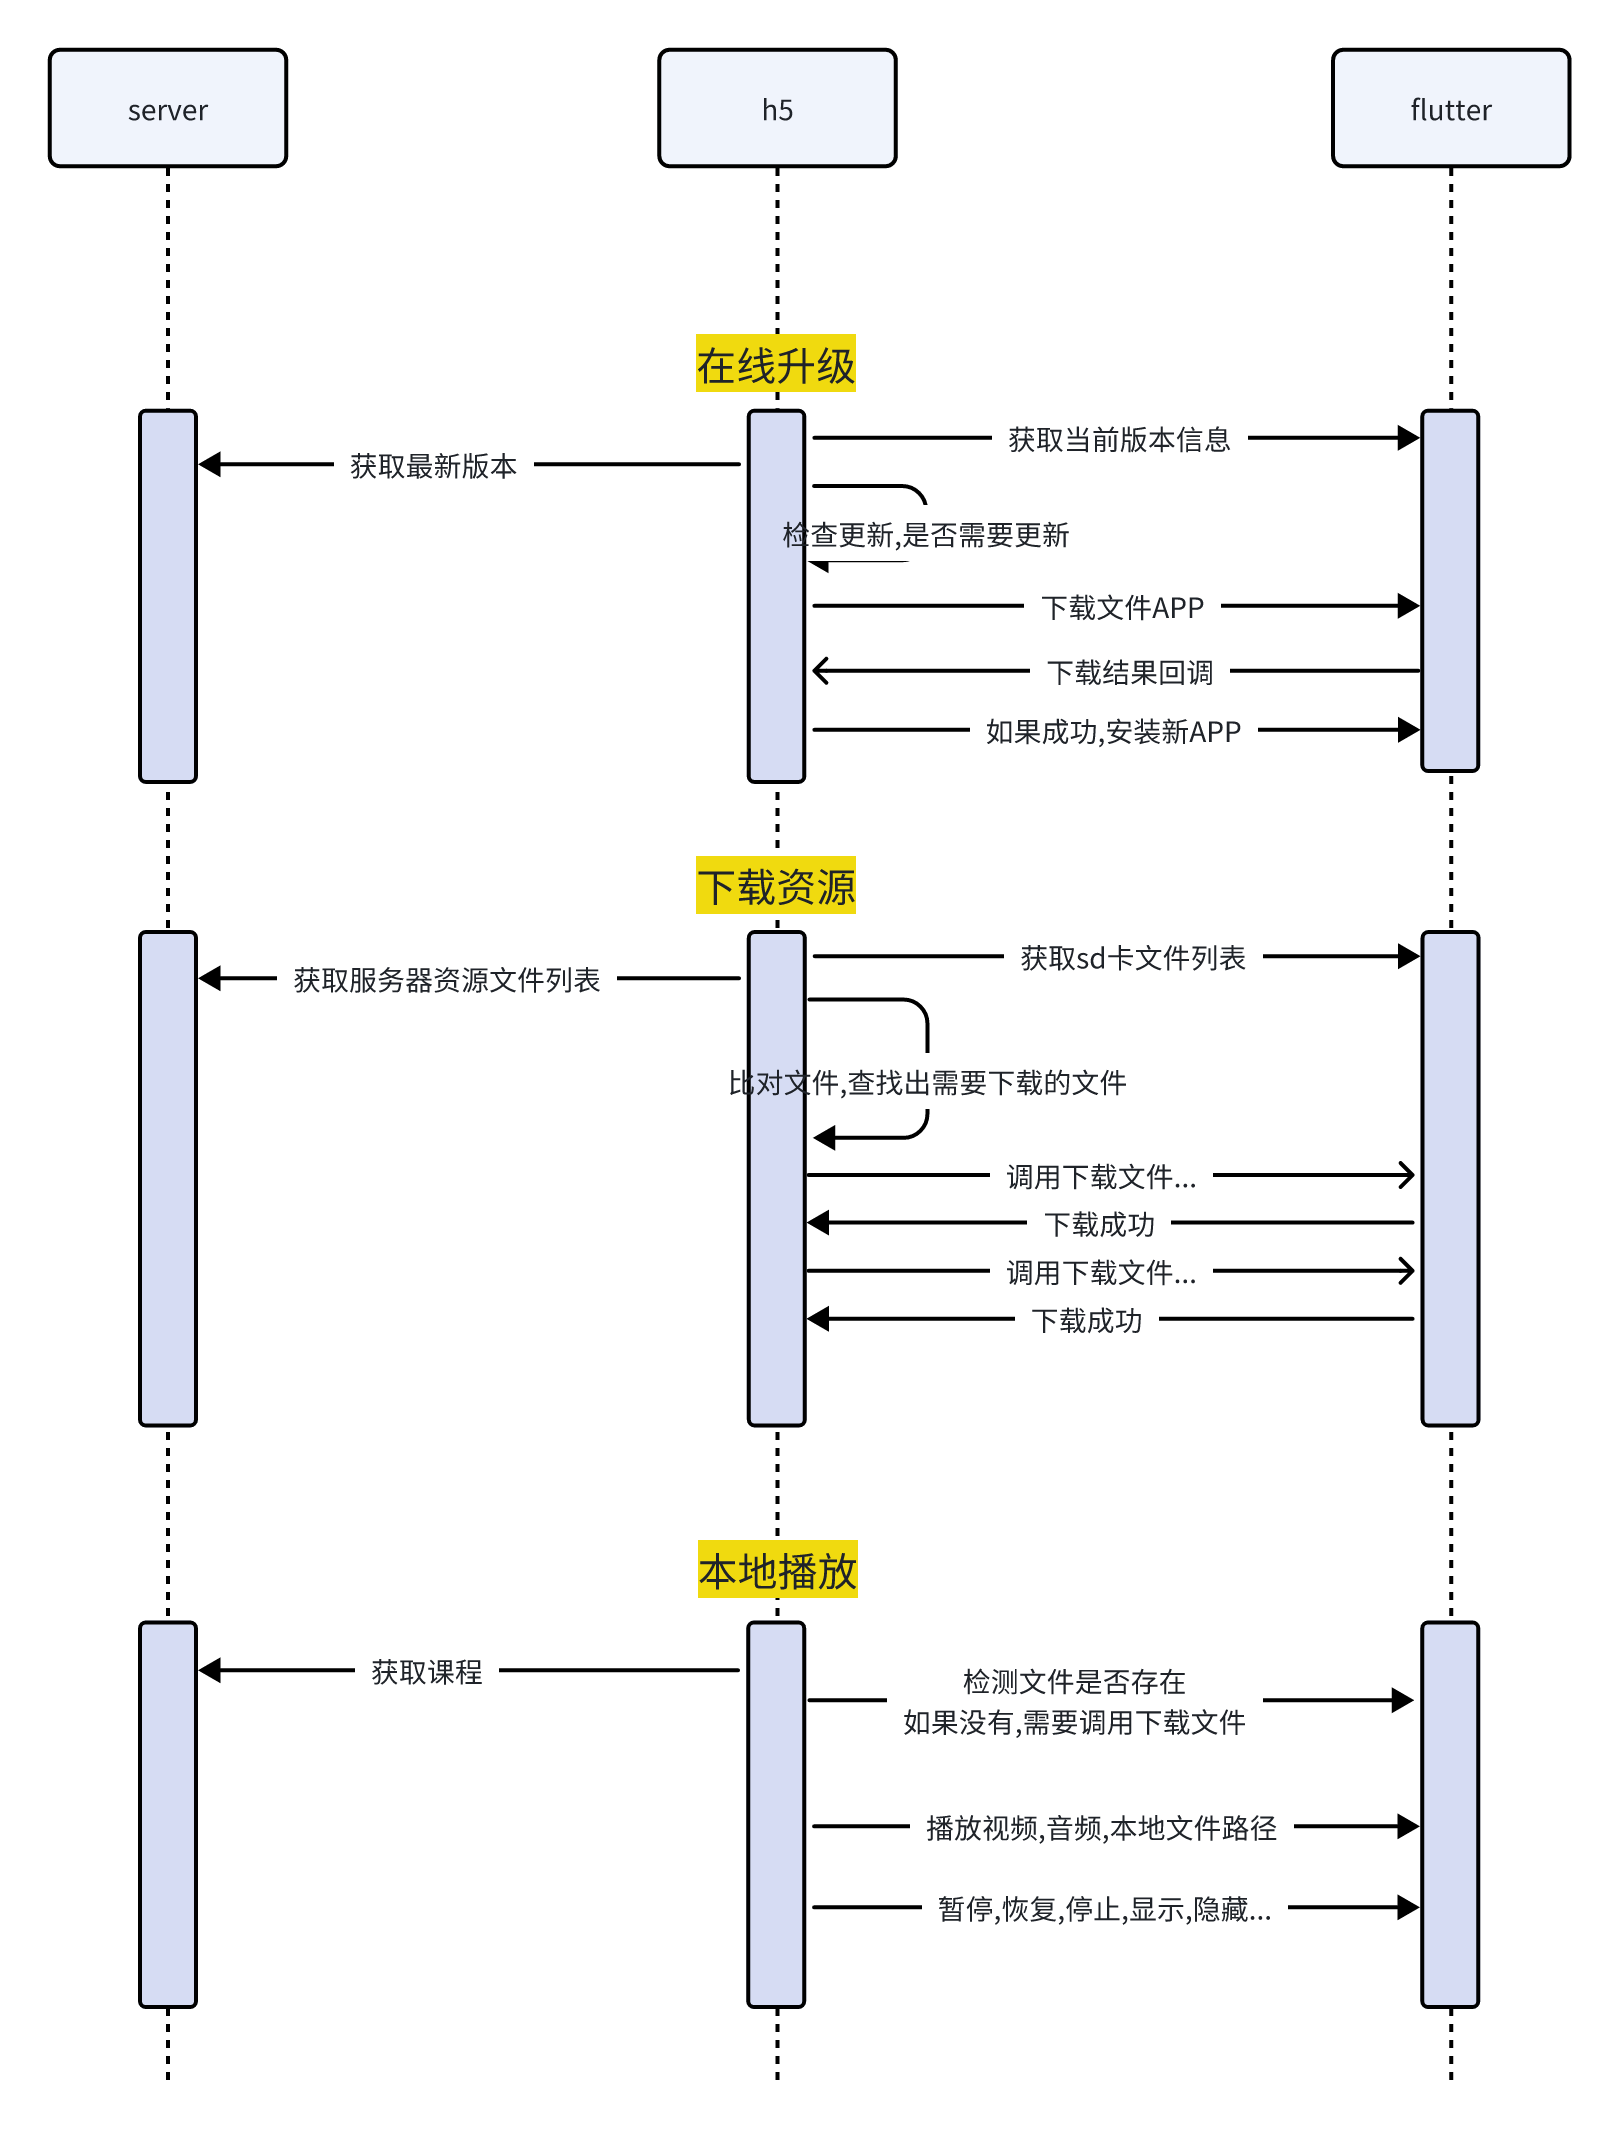 server
h5
flutter
在线升级
获取当前版本信息
获取最新版本
检查更新,是否需要更新
下载文件APP
下载结果回调
如果成功,安装新APP
下载资源
获取sd卡文件列表
获取服务器资源文件列表
比对文件,查找出需要下载的文件
调用下载文件...
下载成功
调用下载文件...
下载成功
本地播放
获取课程
检测文件是否存在
如果没有,需要调用下载文件
播放视频,音频,本地文件路径
暂停,恢复,停止,显示,隐藏...